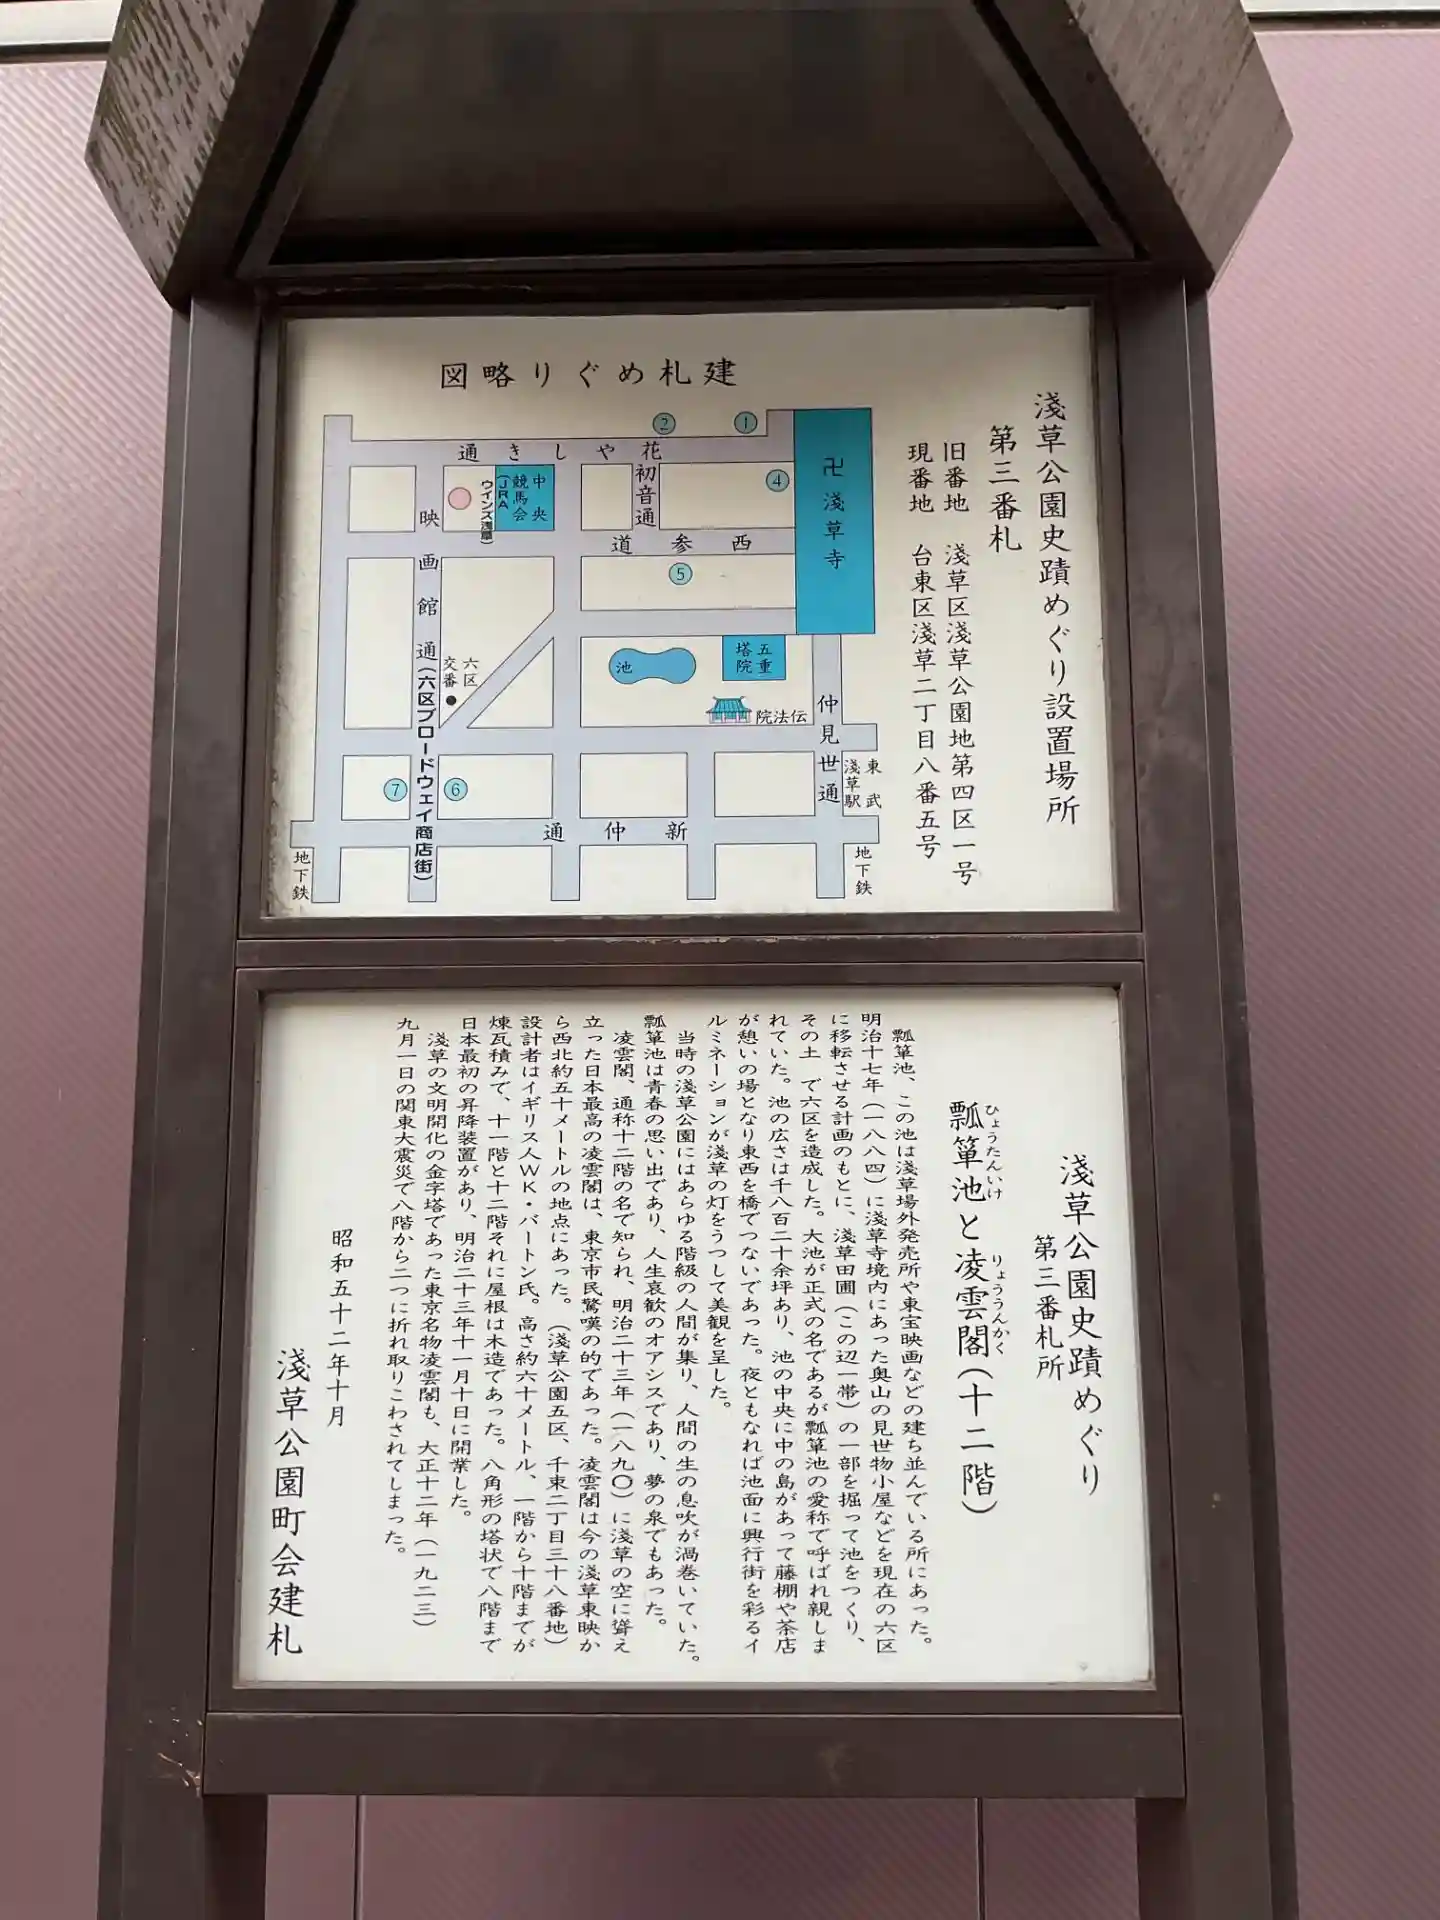 建札めぐり略図
淺草公園史蹟めぐり設置場所
第三番札
旧番地 淺草区淺草公園地第四区一号
現番地 台東区淺草二丁目八番五号
①
②
花やしき通
初音通
④
卍 淺草寺
中央
競馬会
(JRA
ウインズ浅草)
西参道
⑤
映画館通(六区ブロードウェイ商店街)
六区
交番
池
五重
塔院
伝法院
仲見世通
東武
淺草駅
⑥
⑦
新仲通
地下鉄
地下鉄
淺草公園史蹟めぐり
第三番札所
ひょうたんいけ りょううんかく
瓢箪池と凌雲閣(十二階)
瓢箪池、この池は淺草場外発売所や東宝映画などの建ち並んでいる所にあった。
明治十七年(一八八四)に淺草寺境内にあった奥山の見世物小屋などを現在の六区
に移転させる計画のもとに、淺草田圃(この辺一帯)の一部を掘って池をつくり、
その土 で六区を造成した。大池が正式の名であるが瓢箪池の愛称で呼ばれ親しま
れていた。池の広さは千八百二十余坪あり、池の中央に中の島があって藤棚や茶店
が憩いの場となり東西を橋でつないであった。夜ともなれば池面に興行街を彩るイ
ルミネーションが淺草の灯をうつして美観を呈した。
当時の淺草公園にはあらゆる階級の人間が集り、人間の生の息吹が渦巻いていた。
瓢箪池は青春の思い出であり、人生哀歓のオアシスであり、夢の泉でもあった。
凌雲閣、通称十二階の名で知られ、明治二十三年(一八九〇)に淺草の空に聳え
立った日本最高の凌雲閣は、東京市民驚嘆の的であった。凌雲閣は今の淺草東映か
ら西北約五十メートルの地点にあった。(淺草公園五区、千束二丁目三十八番地)
設計者はイギリス人WK・バートン氏。高さ約六十メートル、一階から十階までが
煉瓦積みで、十一階と十二階それに屋根は木造であった。八角形の塔状で八階まで
日本最初の昇降装置があり、明治二十三年十一月十日に開業した。
淺草の文明開化の金字塔であった東京名物凌雲閣も、大正十二年(一九二三)
九月一日の関東大震災で八階から二つに折れ取りこわされてしまった。
昭和五十二年十月
淺草公園町会建札